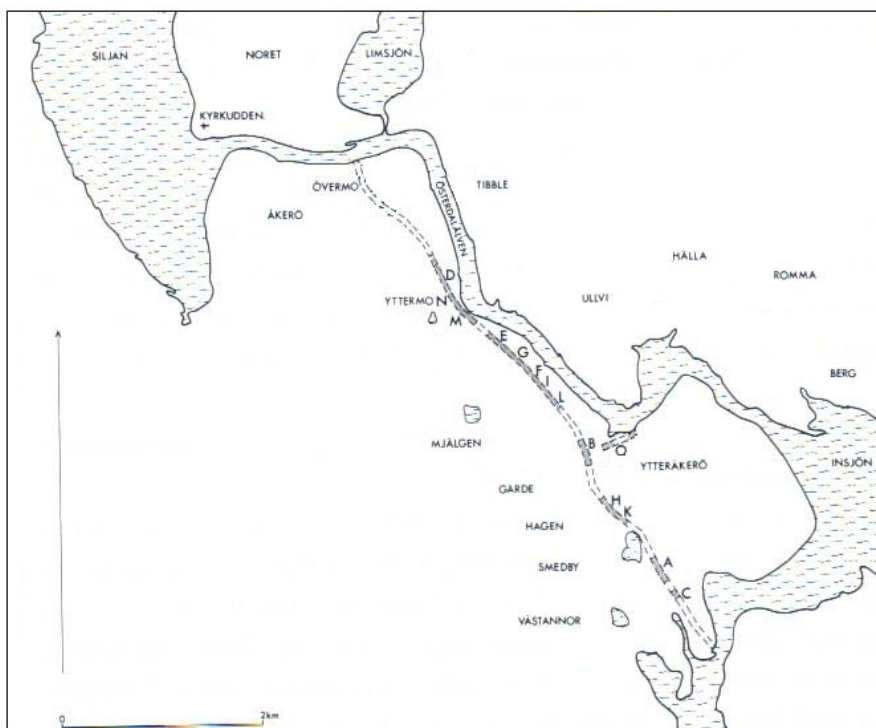 SILJAN
NORET
LIMSJÖN
KYRKUDDEN
ÖVERMO
ÅKERÖ
ÖSTERDALÄLVEN
TIBBLE
HÄLLA
ROMMA
ULLVI
D
YTTERMO N
M
E
G
F
I
L
BERG
MJÄLGEN
B
Q
YTTERÅKERÖ
INSJÖN
GÄRDE
H
K
HAGEN
SMEDBY
A
C
VÄSTANNOR
0
2km